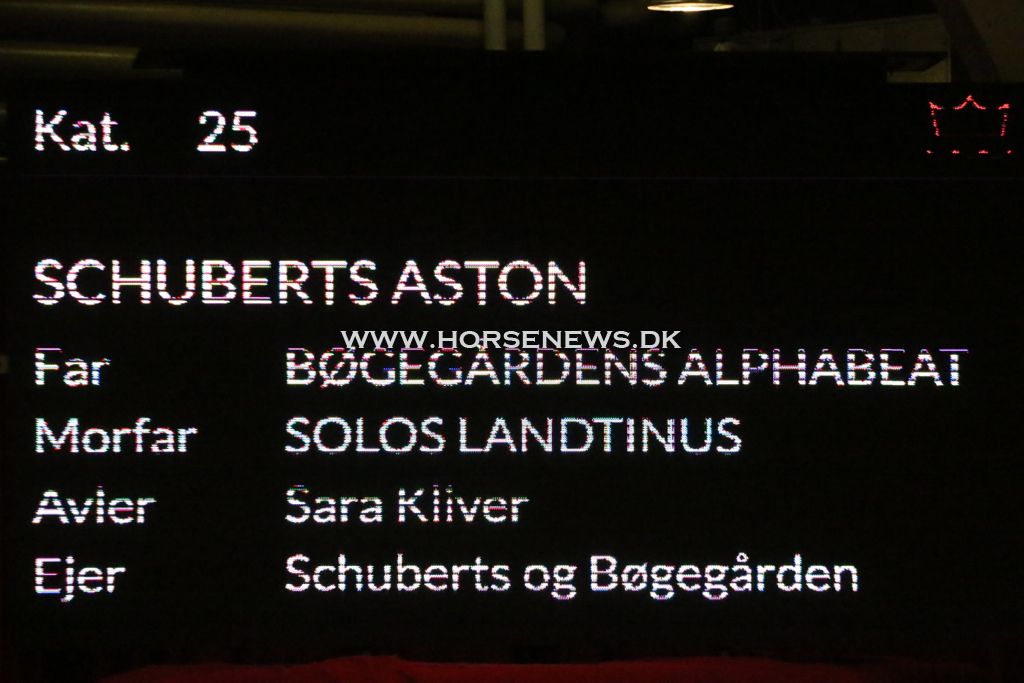 Kat. 25
SCHUBERTS ASTON
WWW.HORSENEWS.DK
Far BØGEGÅRDENS ALPHABEAT
Morfar SOLOS LANDTINUS
Avler Sara Kliver
Ejer Schuberts og Bøgegården